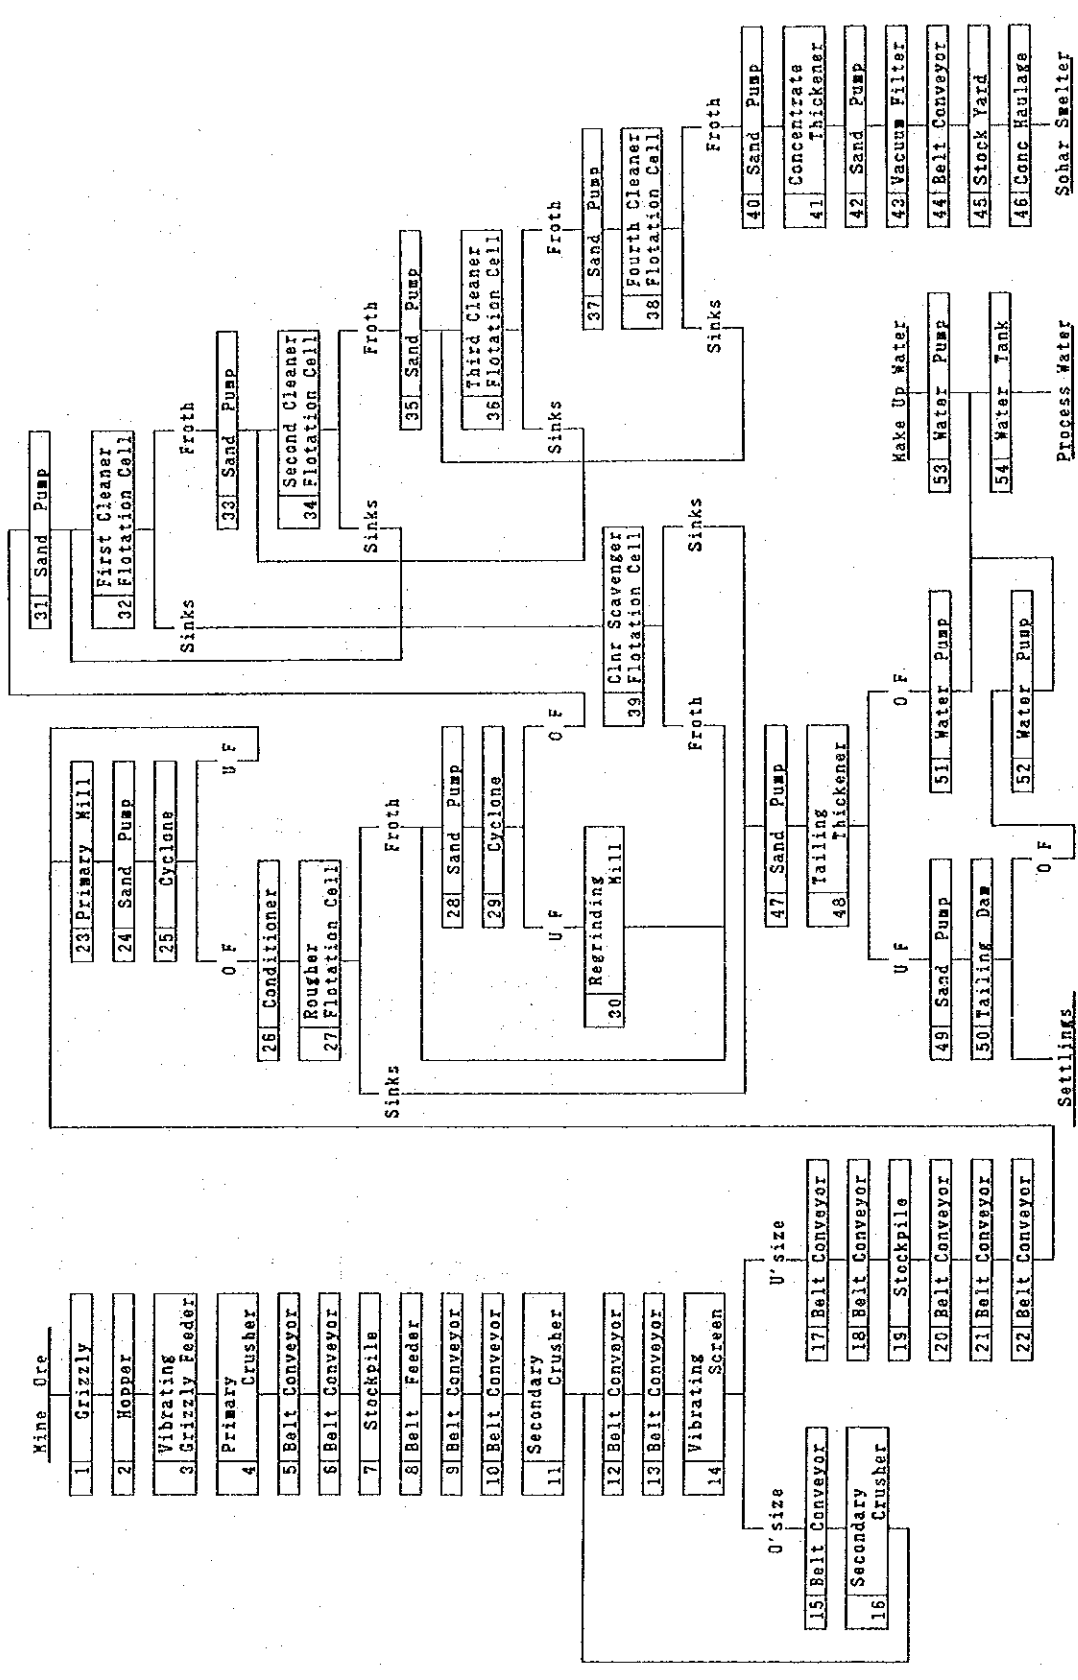 Mine Ore
1 Grizzly
2 Hopper
3 Vibrating
Grizzly Feeder
4 Primary
Crusher
5 Belt Conveyor
6 Belt Conveyor
7 Stockpile
8 Belt Feeder
9 Belt Conveyor
10 Belt Conveyor
11 Secondary
Crusher
12 Belt Conveyor
13 Belt Conveyor
14 Vibrating
Screen
O'size
U'size
15 Belt Conveyor
16 Secondary
Crusher
17 Belt Conveyor
18 Belt Conveyor
19 Stockpile
20 Belt Conveyor
21 Belt Conveyor
22 Belt Conveyor
23 Primary Mill
24 Sand Pump
25 Cyclone
O F
U F
26 Conditioner
27 Rougher
Flotation Cell
Sinks
Froth
28 Sand Pump
29 Cyclone
U F
O F
30 Regrinding
Mill
31 Sand Pump
32 First Cleaner
Flotation Cell
Sinks
Froth
33 Sand Pump
34 Second Cleaner
Flotation Cell
Sinks
Froth
35 Sand Pump
36 Third Cleaner
Flotation Cell
Sinks
Froth
37 Sand Pump
38 Fourth Cleaner
Flotation Cell
Sinks
Froth
39 Clnr Scavenger
Flotation Cell
Froth
Sinks
40 Sand Pump
41 Concentrate
Thickener
42 Sand Pump
43 Vacuum Filter
44 Belt Conveyor
45 Stock Yard
46 Conc Haulage
Sohar Smelter
47 Sand Pump
48 Tailing
Thickener
U F
O F
49 Sand Pump
50 Tailing Dam
O F
Settlings
51 Water Pump
52 Water Pump
Make Up Water
53 Water Pump
54 Water Tank
Process Water